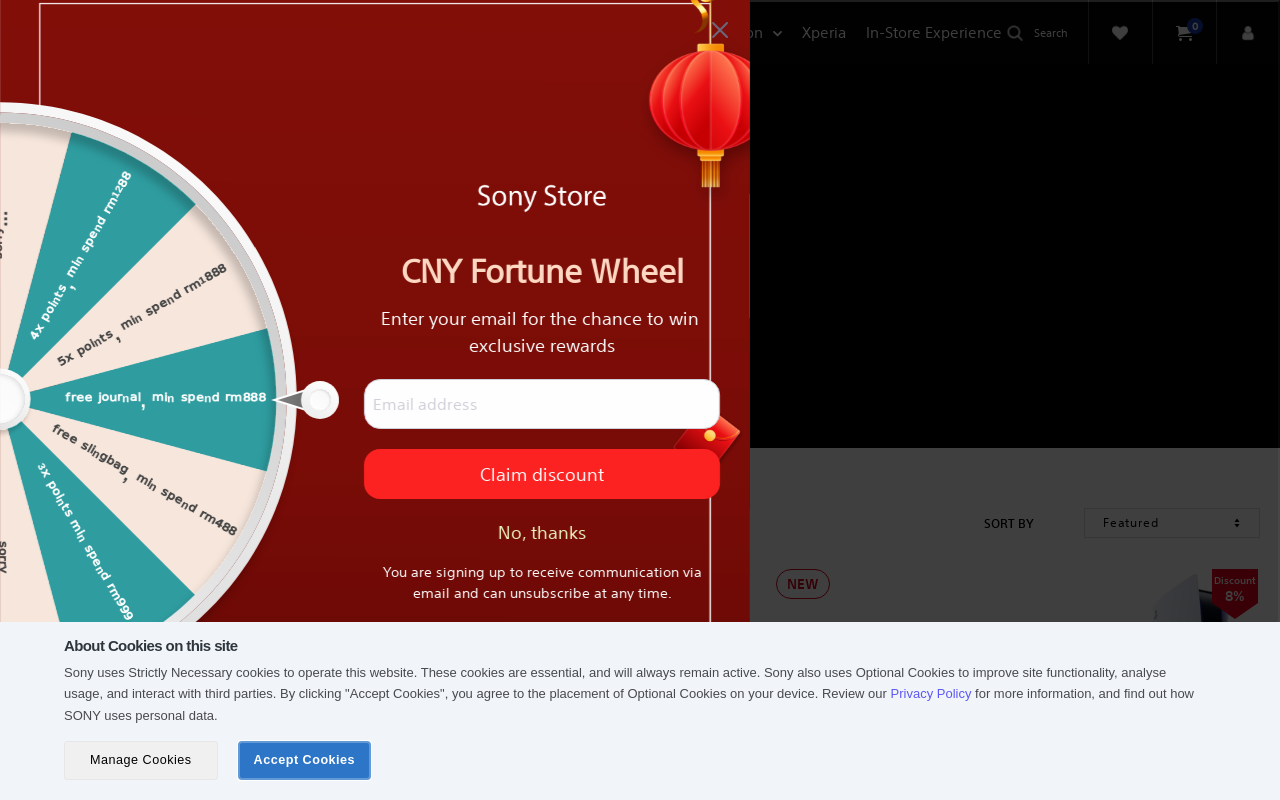 on
Xperia
In-Store Experience
Search
0
4x points, min spend rm1288
5x points, min spend rm1888
free journal, min spend rm888
free slingbag, min spend rm488
3x points min spend rm999
sorry
Sony Store
CNY Fortune Wheel
Enter your email for the chance to win
exclusive rewards
Email address
Claim discount
No, thanks
You are signing up to receive communication via
email and can unsubscribe at any time.
SORT BY
Featured
NEW
Discount
8%
About Cookies on this site
Sony uses Strictly Necessary cookies to operate this website. These cookies are essential, and will always remain active. Sony also uses Optional Cookies to improve site functionality, analyse
usage, and interact with third parties. By clicking "Accept Cookies", you agree to the placement of Optional Cookies on your device. Review our Privacy Policy for more information, and find out how
SONY uses personal data.
Manage Cookies
Accept Cookies